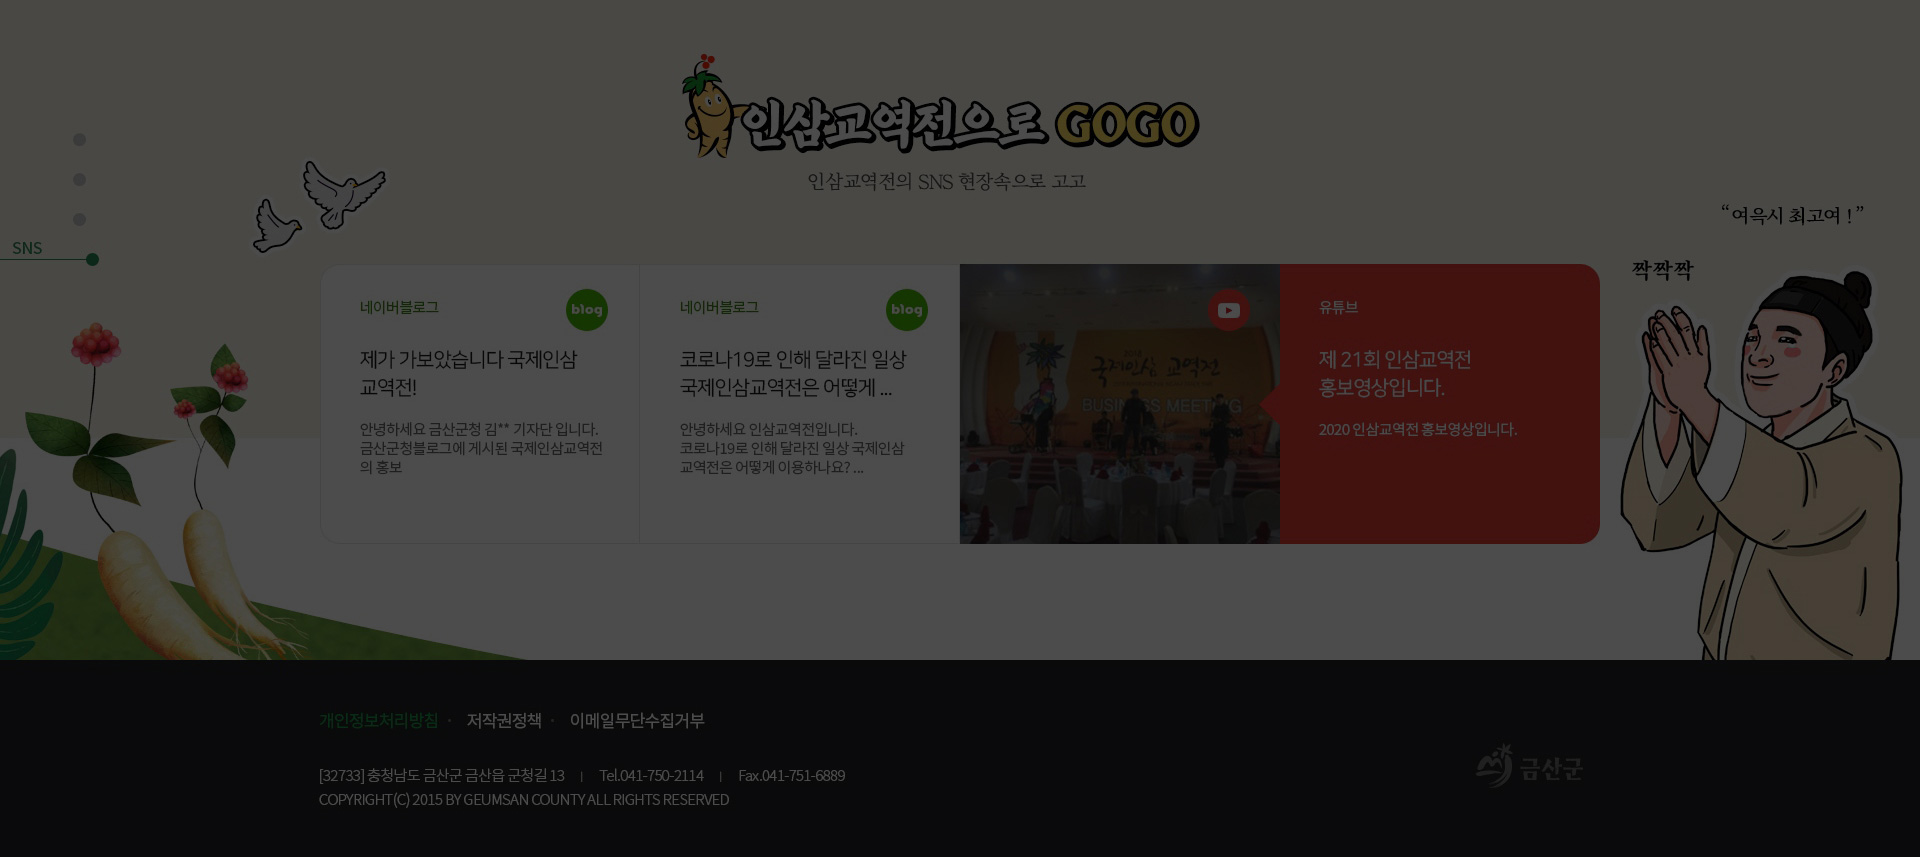 인삼교역전으로 GOGO
인삼교역전의 SNS 현장속으로 고고
“여윽시 최고여 !”
SNS
짝짝짝
네이버블로그
blog
제가 가보았습니다 국제인삼
교역전!
안녕하세요 금산군청 김** 기자단 입니다.
금산군청블로그에 게시된 국제인삼교역전
의 홍보
네이버블로그
blog
코로나19로 인해 달라진 일상
국제인삼교역전은 어떻게 ...
안녕하세요 인삼교역전입니다.
코로나19로 인해 달라진 일상 국제인삼
교역전은 어떻게 이용하나요? ...
국제인삼 교역전
BUSINESS MEETING
유튜브
제 21회 인삼교역전
홍보영상입니다.
2020 인삼교역전 홍보영상입니다.
개인정보처리방침 · 저작권정책 · 이메일무단수집거부
[32733] 충청남도 금산군 금산읍 군청길 13 | Tel.041-750-2114 | Fax.041-751-6889
COPYRIGHT(C) 2015 BY GEUMSAN COUNTY ALL RIGHTS RESERVED
금산군